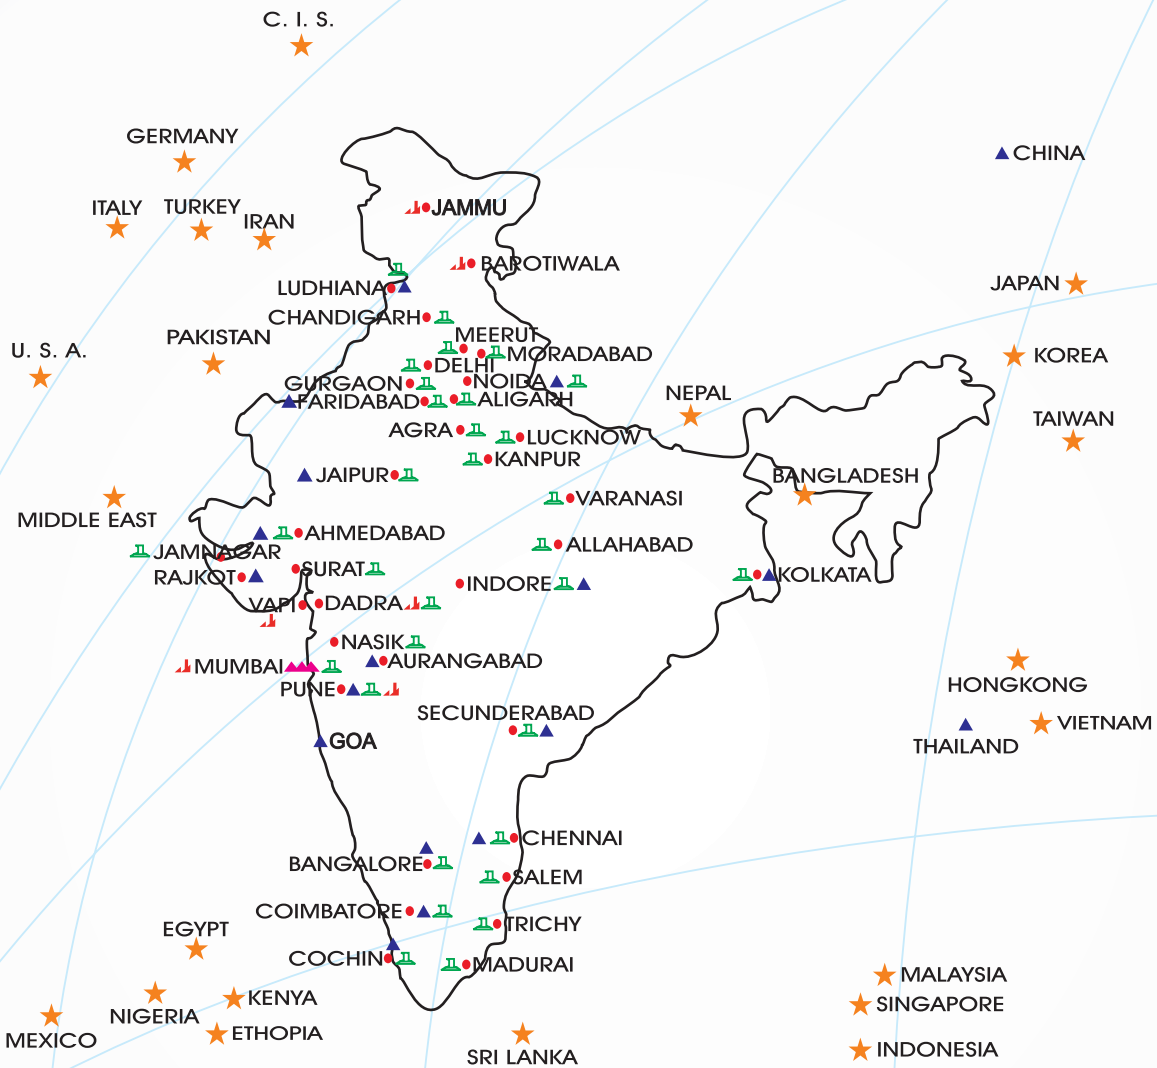 C. I. S.
GERMANY
CHINA
ITALY
TURKEY
JAMMU
IRAN
BAROTIWALA
JAPAN
LUDHIANA
CHANDIGARH
PAKISTAN
MEERUT
U. S. A.
MORADABAD
KOREA
DELHI
GURGAON
NOIDA
NEPAL
FARIDABAD
ALIGARH
TAIWAN
AGRA
LUCKNOW
KANPUR
JAIPUR
BANGLADESH
VARANASI
MIDDLE EAST
AHMEDABAD
JAMNAGAR
ALLAHABAD
SURAT
RAJKOT
INDORE
KOLKATA
VAPI
DADRA
NASIK
MUMBAI
AURANGABAD
HONGKONG
PUNE
SECUNDERABAD
VIETNAM
GOA
THAILAND
CHENNAI
BANGALORE
SALEM
COIMBATORE
TRICHY
EGYPT
COCHIN
MADURAI
MALAYSIA
KENYA
SINGAPORE
NIGERIA
ETHOPIA
MEXICO
SRI LANKA
INDONESIA